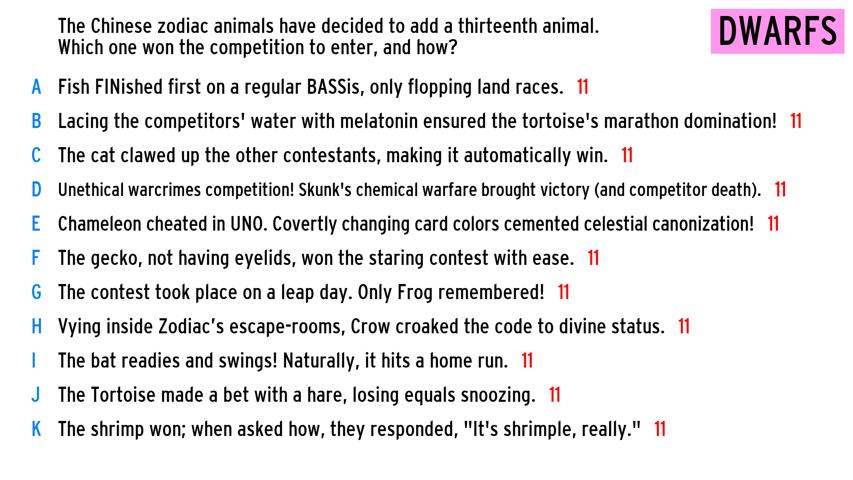 The Chinese zodiac animals have decided to add a thirteenth animal.
Which one won the competition to enter, and how?
DWARFS
A Fish FINished first on a regular BASSis, only flopping land races. 11
B Lacing the competitors' water with melatonin ensured the tortoise's marathon domination! 11
C The cat clawed up the other contestants, making it automatically win. 11
D Unethical warcrimes competition! Skunk's chemical warfare brought victory (and competitor death). 11
E Chameleon cheated in UNO. Covertly changing card colors cemented celestial canonization! 11
F The gecko, not having eyelids, won the staring contest with ease. 11
G The contest took place on a leap day. Only Frog remembered! 11
H Vying inside Zodiac's escape-rooms, Crow croaked the code to divine status. 11
I The bat readies and swings! Naturally, it hits a home run. 11
J The Tortoise made a bet with a hare, losing equals snoozing. 11
K The shrimp won; when asked how, they responded, "It's shrimple, really." 11